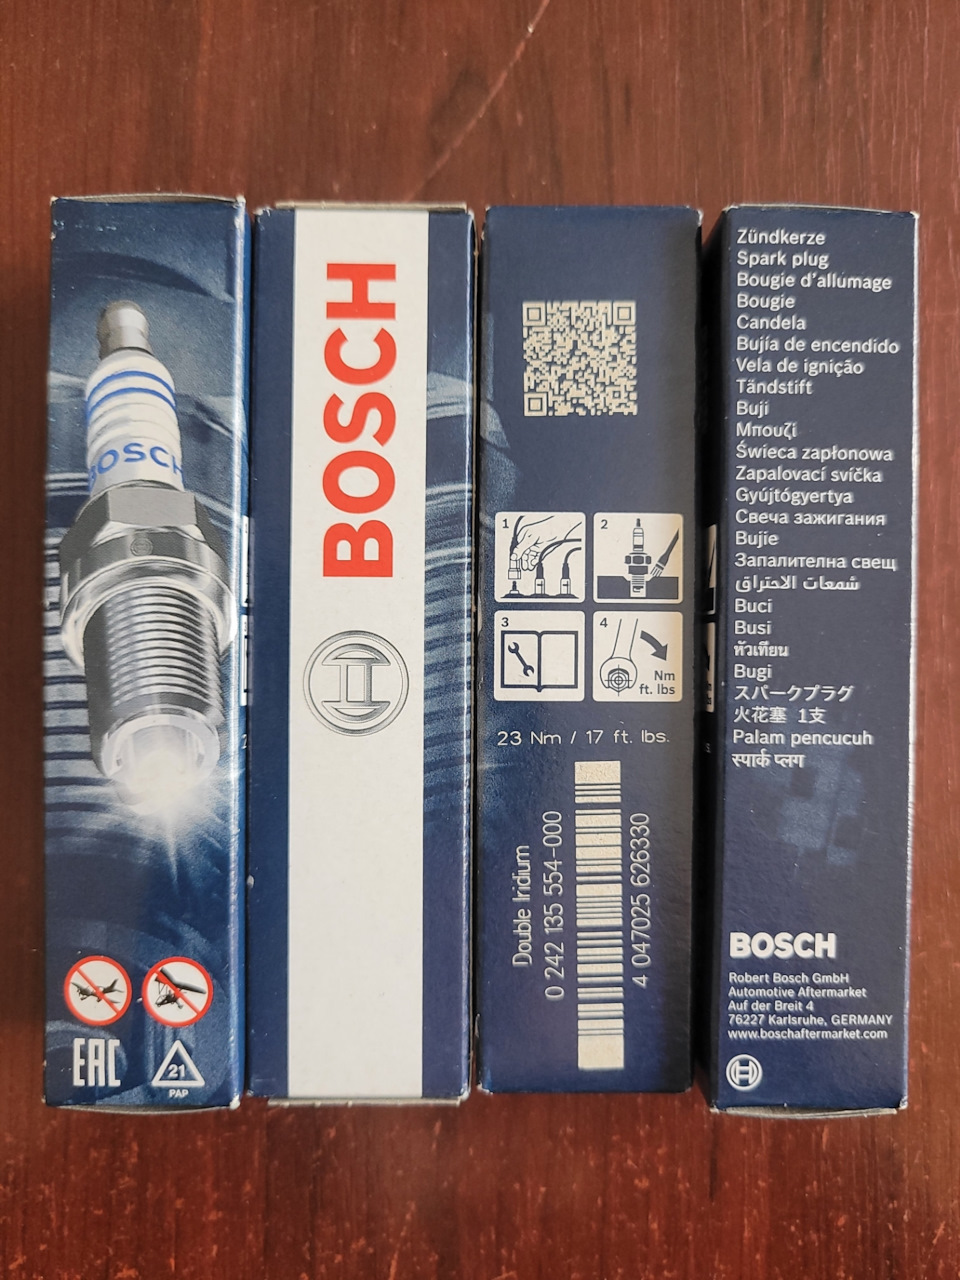 BOSCH
EAC
21
PAP
BOSCH
1
2
3
4
Nm
ft. lbs
23 Nm / 17 ft. lbs.
Double Iridium
0 242 135 554-000
4 047025 626330
Zündkerze
Spark plug
Bougie d'allumage
Bougie
Candela
Bujía de encendido
Vela de ignição
Tändstift
Buji
Μπουζί
Świeca zapłonowa
Zapalovací svíčka
Gyújtógyertya
Свеча зажигания
Bujie
Запалителна свещ
شمعات الاحتراق
Buci
Busi
หัวเทียน
Bugi
スパークプラグ
火花塞 1支
Palam pencucuh
स्पार्क प्लग
BOSCH
Robert Bosch GmbH
Automotive Aftermarket
Auf der Breit 4
76227 Karlsruhe, GERMANY
www.boschaftermarket.com